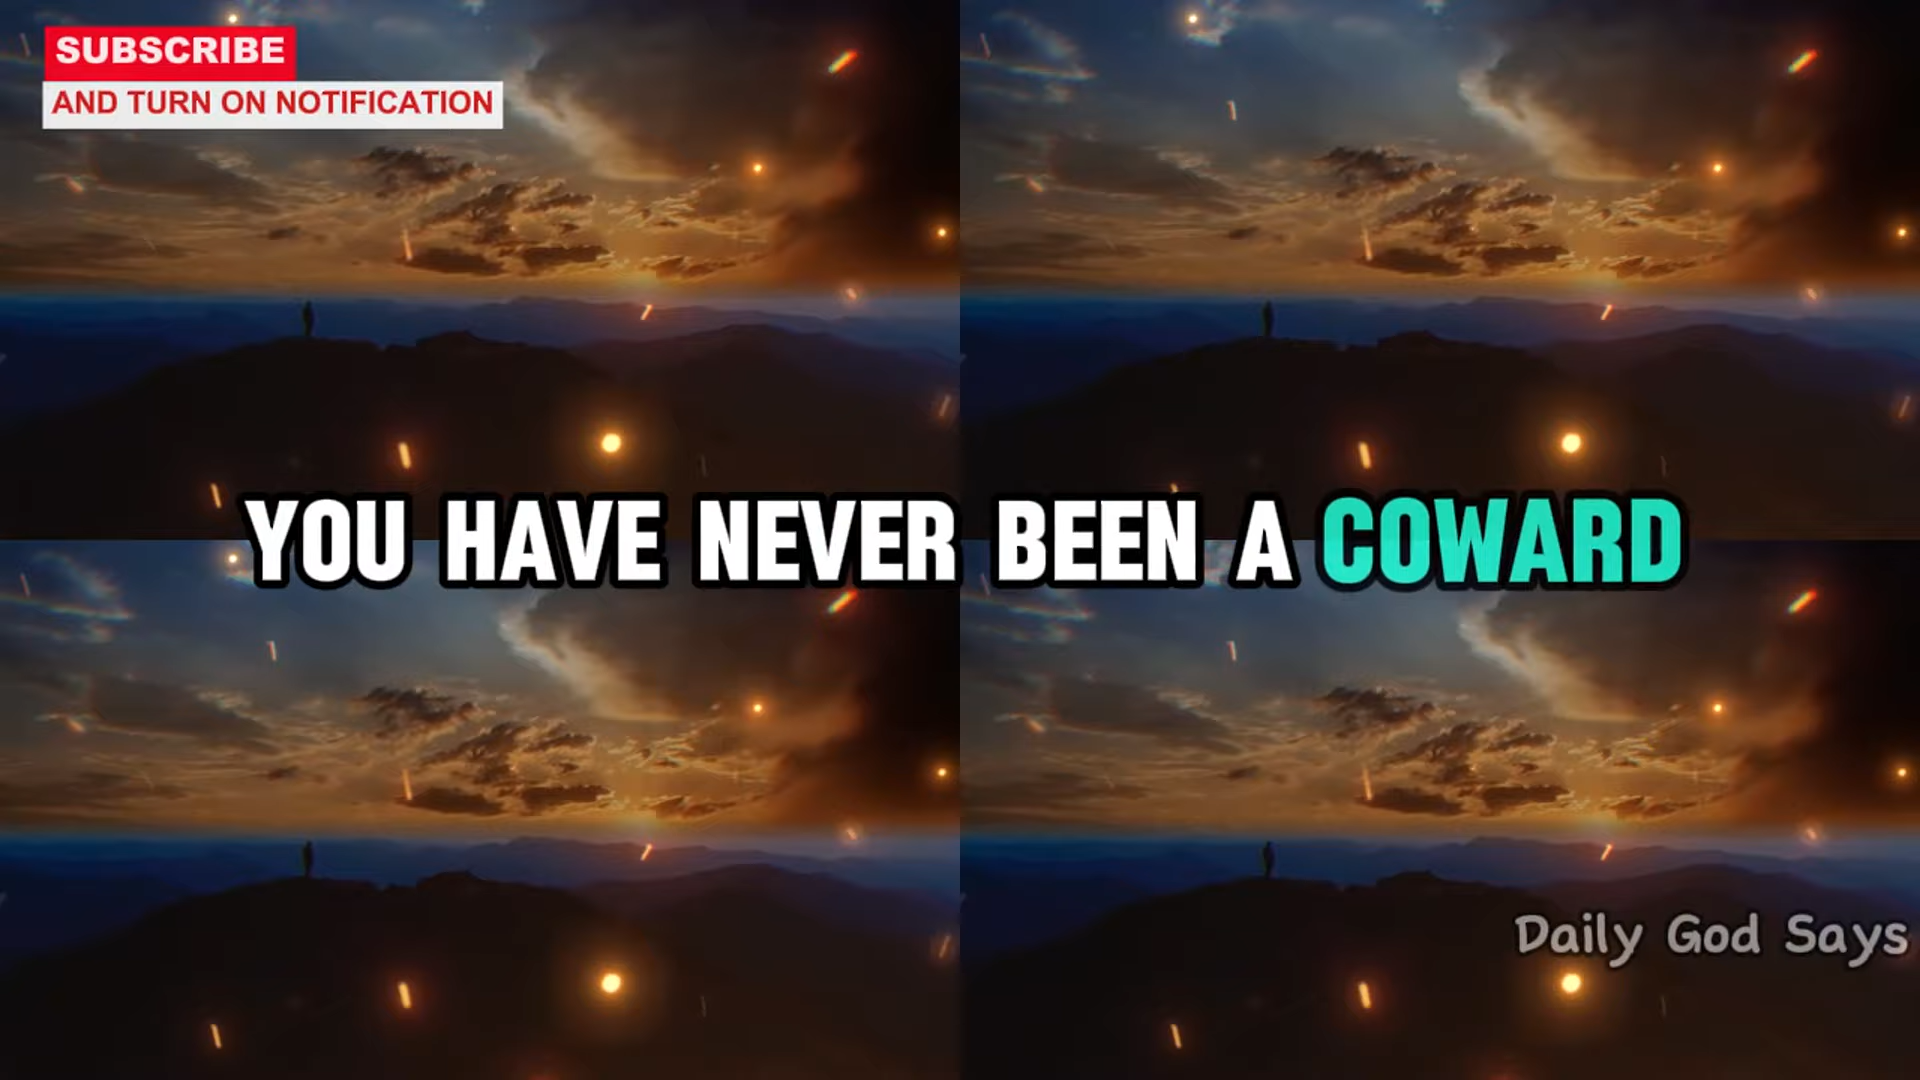 SUBSCRIBE
AND TURN ON NOTIFICATION
YOU HAVE NEVER BEEN A COWARD
Daily God Says